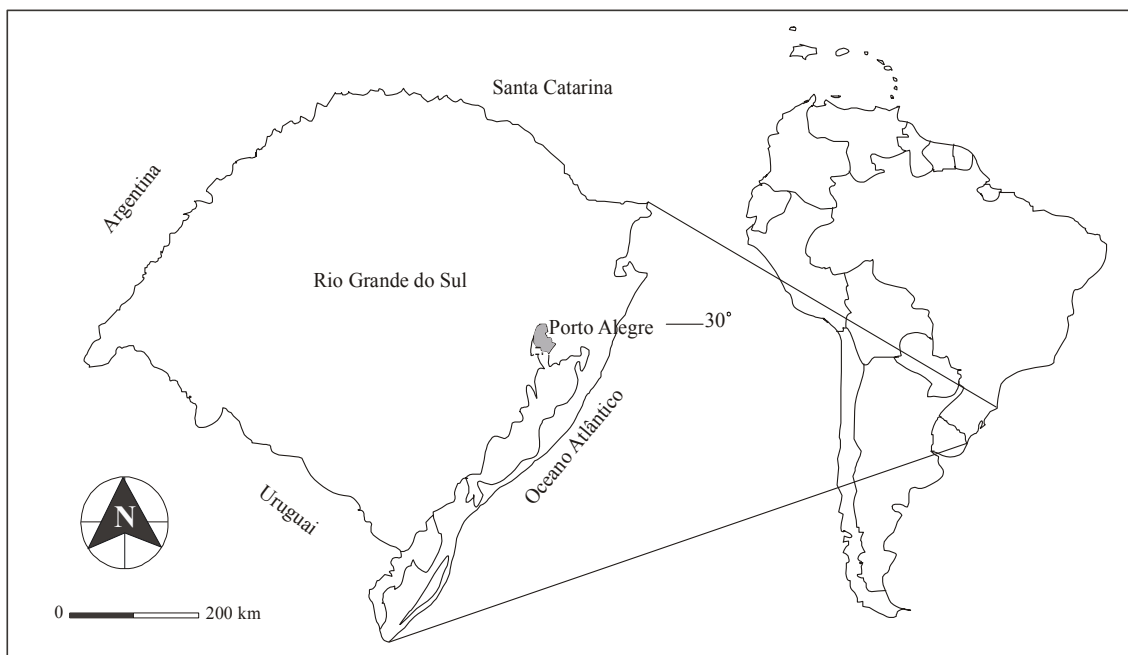 Santa Catarina
Argentina
Rio Grande do Sul
Porto Alegre
30°
Oceano Atlântico
Uruguai
N
0
200 km